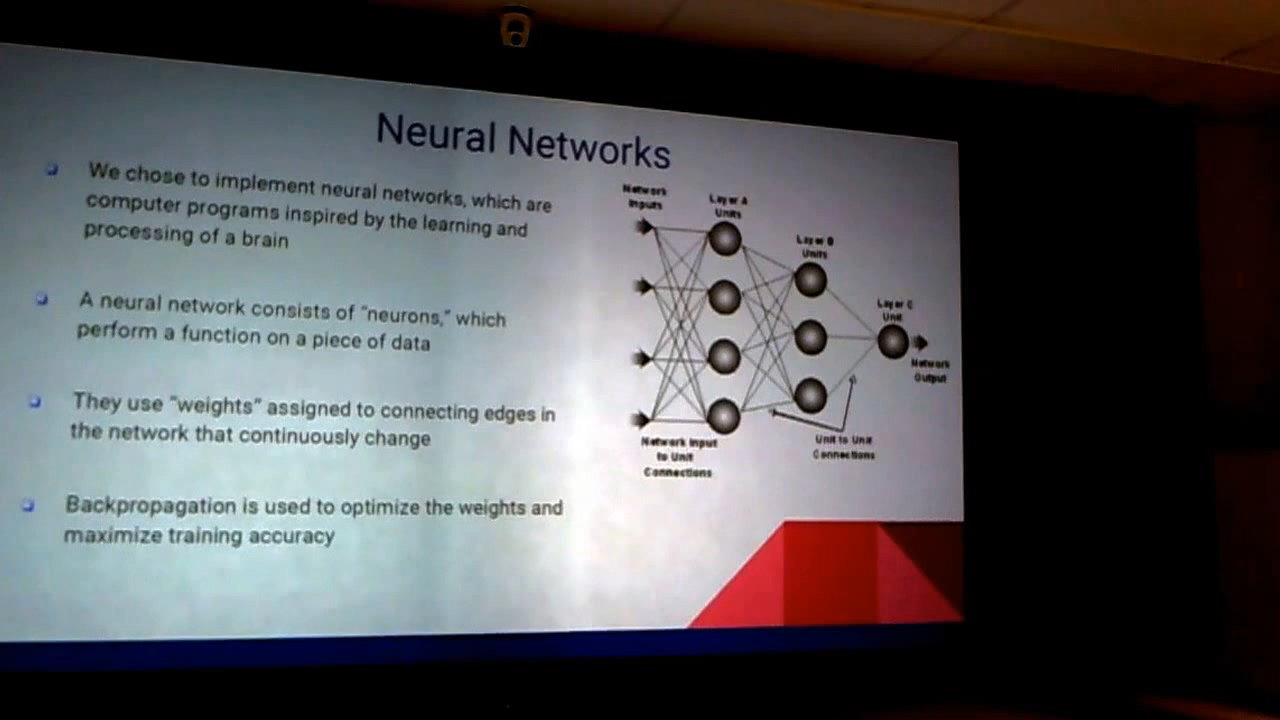 Neural Networks
We chose to implement neural networks, which are
computer programs inspired by the learning and
processing of a brain
A neural network consists of "neurons," which
perform a function on a piece of data
They use "weights" assigned to connecting edges in
the network that continuously change
Backpropagation is used to optimize the weights and
maximize training accuracy
Network
Inputs
Layer A
Units
Layer B
Units
Layer C
Unit
Network
Output
Unit to Unit
Connections
Network Input
to Unit
Connections